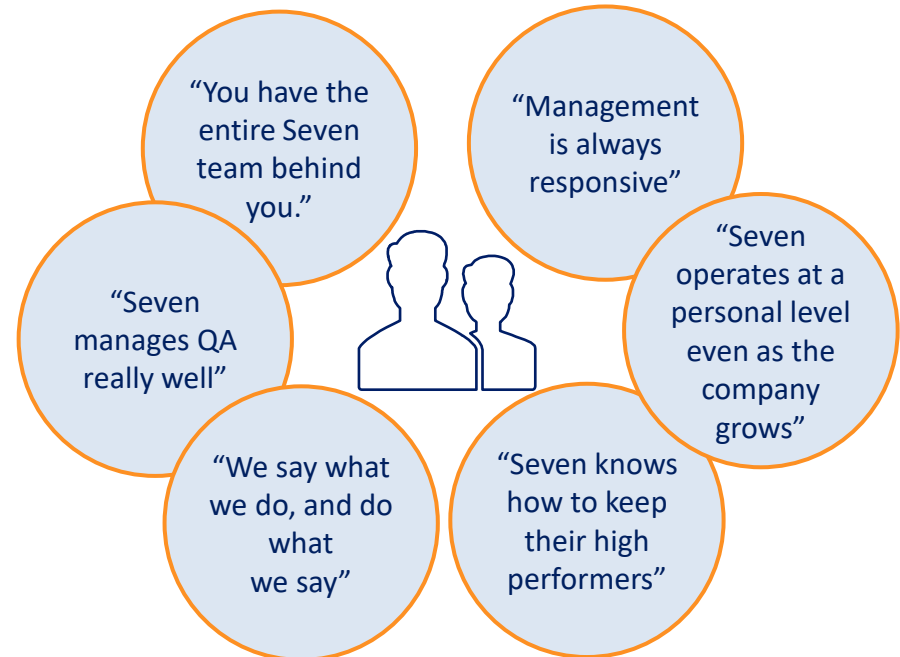 “You have the
entire Seven
team behind
you.”
“Management
is always
responsive”
“Seven
manages QA
really well”
“Seven
operates at a
personal level
even as the
company
grows”
“We say what
we do, and do
what
we say”
“Seven knows
how to keep
their high
performers”